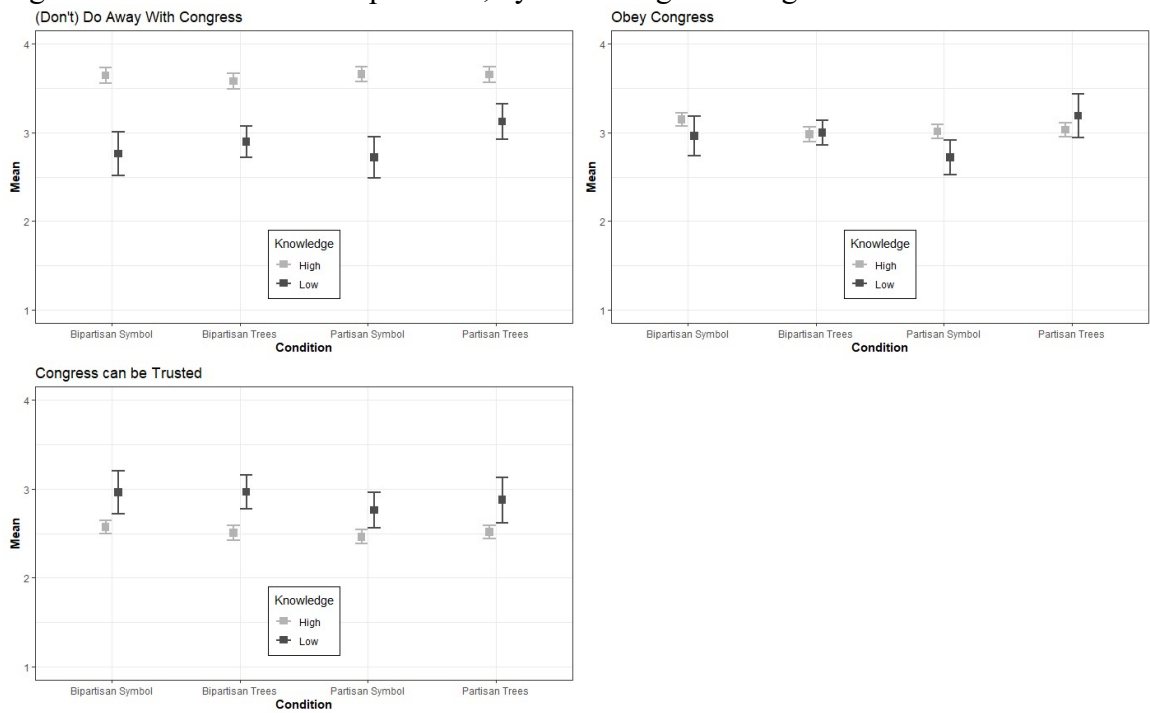 (Don't) Do Away With Congress
4
3
2
1
Mean
Knowledge
High
Low
Bipartisan Symbol Bipartisan Trees Partisan Symbol Partisan Trees
Condition
Obey Congress
4
3
2
1
Mean
Knowledge
High
Low
Bipartisan Symbol Bipartisan Trees Partisan Symbol Partisan Trees
Condition
Congress can be Trusted
4
3
2
1
Mean
Knowledge
High
Low
Bipartisan Symbol Bipartisan Trees Partisan Symbol Partisan Trees
Condition